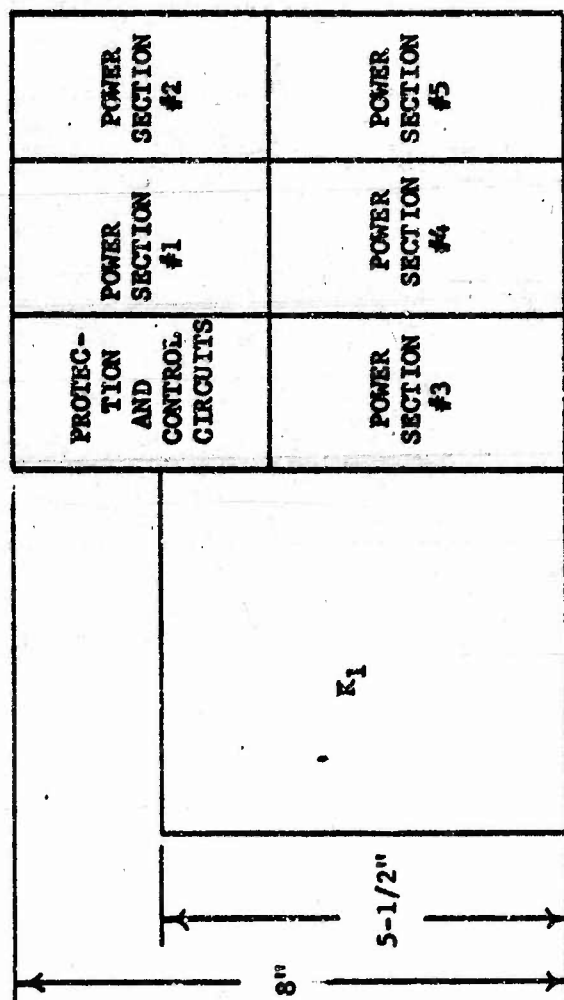 PROTEC-
TION
AND
CONTROL
CIRCUITS
POWER
SECTION
#1
POWER
SECTION
#2
POWER
SECTION
#3
POWER
SECTION
#4
POWER
SECTION
#5
K1
5-1/2"
8"